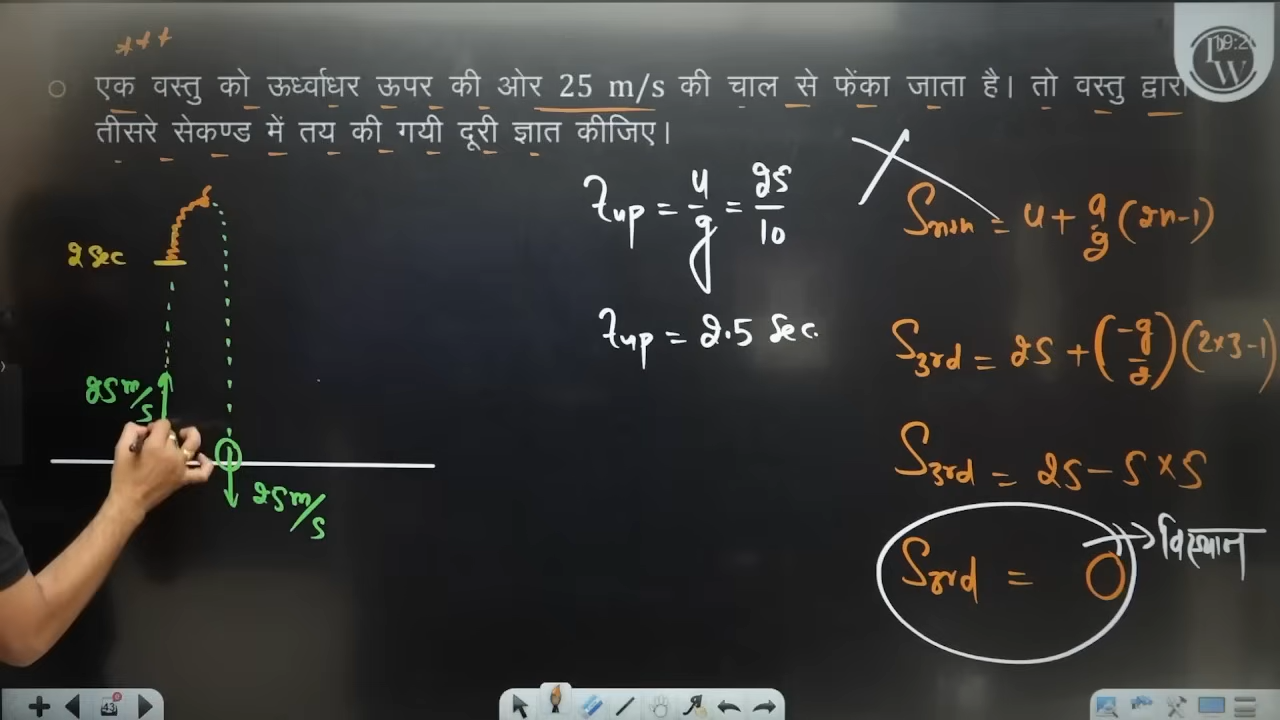 ○ एक वस्तु को ऊर्ध्वाधर ऊपर की ओर 25 m/s की चाल से फेंका जाता है। तो वस्तु द्वारा
तीसरे सेकण्ड में तय की गयी दूरी ज्ञात कीजिए।
2 Sec
25 m/s
25 m/s
tup = u/g = 25/10
tup = 2.5 Sec.
Snth = u + a/2 (2n-1)
S3rd = 25 + (-g/2)(2×3-1)
S3rd = 25 - 5 × 5
S3rd = 0 → विस्थापन
43